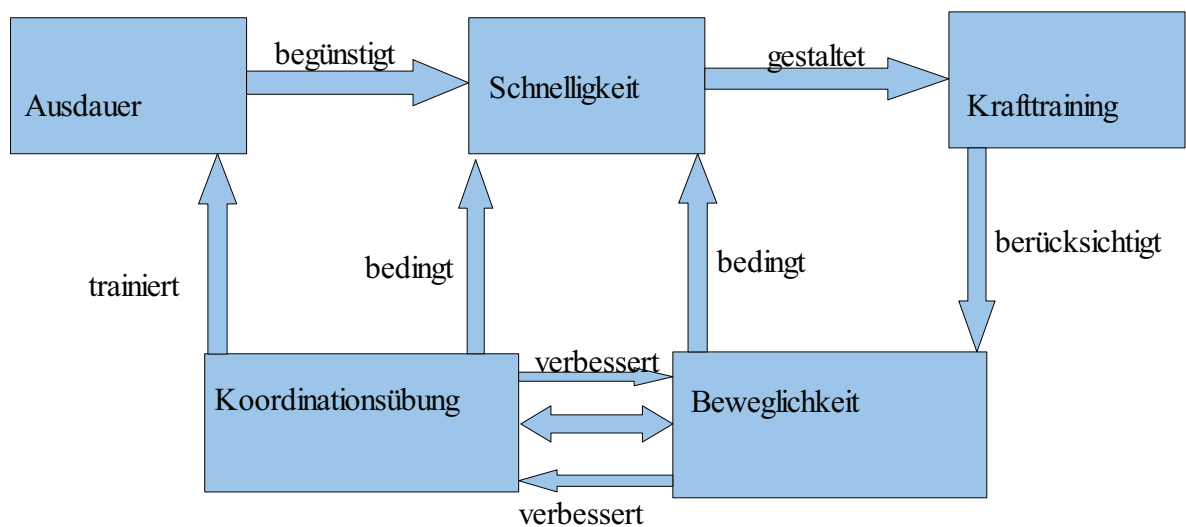 begünstigt
gestaltet
Ausdauer
Schnelligkeit
Krafttraining
trainiert
bedingt
bedingt
berücksichtigt
verbessert
Koordinationsübung
Beweglichkeit
verbessert